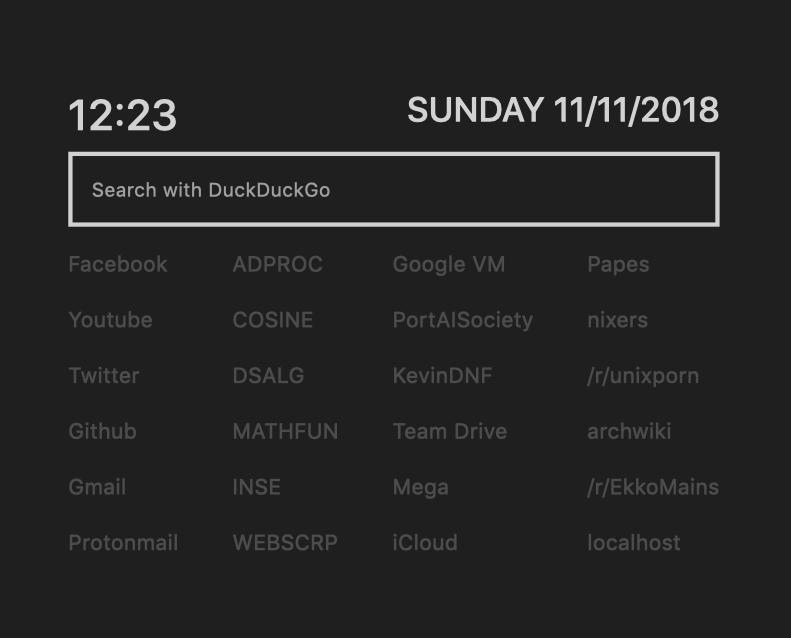 12:23
SUNDAY 11/11/2018
Search with DuckDuckGo
Facebook ADPROC Google VM Papes
Youtube COSINE PortAISociety nixers
Twitter DSALG KevinDNF /r/unixporn
Github MATHFUN Team Drive archwiki
Gmail INSE Mega /r/EkkoMains
Protonmail WEBSCRP iCloud localhost